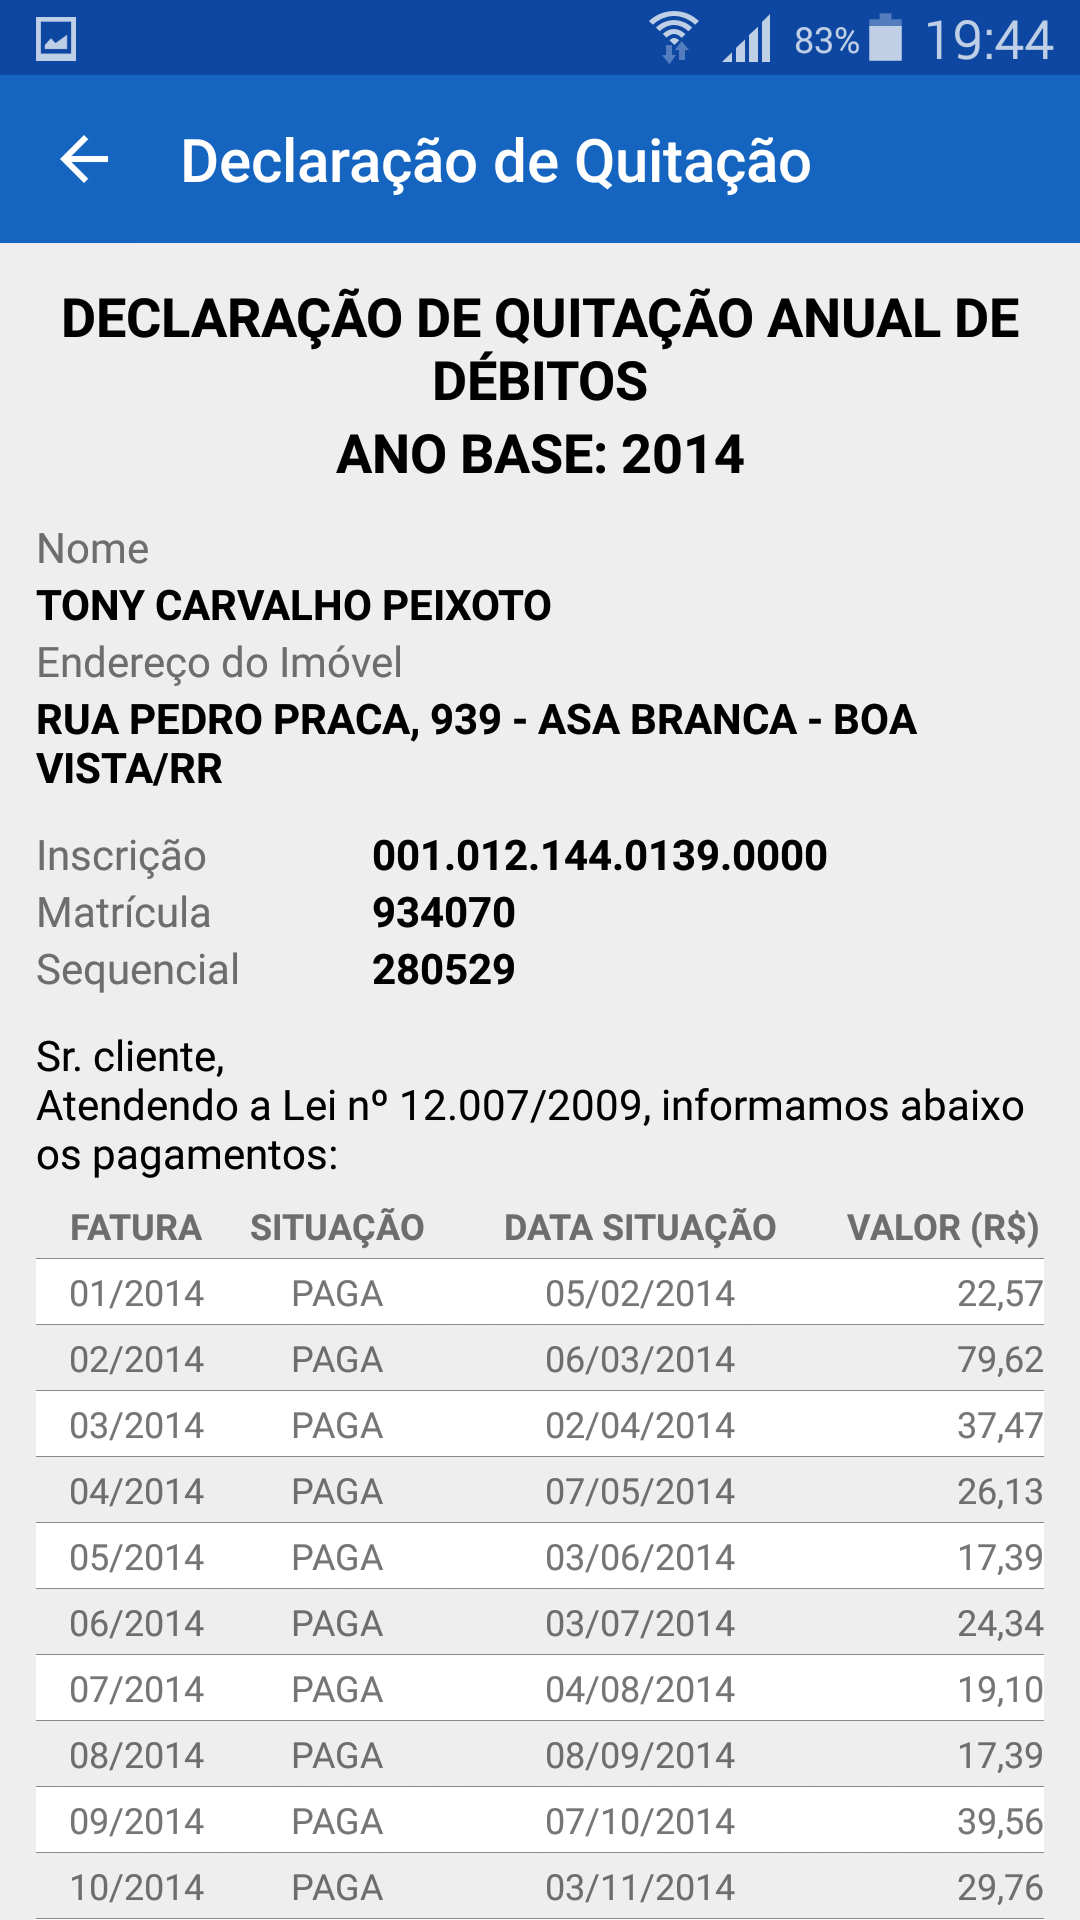 83% 19:44
Declaração de Quitação
DECLARAÇÃO DE QUITAÇÃO ANUAL DE
DÉBITOS
ANO BASE: 2014
Nome
TONY CARVALHO PEIXOTO
Endereço do Imóvel
RUA PEDRO PRACA, 939 - ASA BRANCA - BOA
VISTA/RR
Inscrição 001.012.144.0139.0000
Matrícula 934070
Sequencial 280529
Sr. cliente,
Atendendo a Lei nº 12.007/2009, informamos abaixo
os pagamentos:
FATURA SITUAÇÃO DATA SITUAÇÃO VALOR (R$)
01/2014 PAGA 05/02/2014 22,57
02/2014 PAGA 06/03/2014 79,62
03/2014 PAGA 02/04/2014 37,47
04/2014 PAGA 07/05/2014 26,13
05/2014 PAGA 03/06/2014 17,39
06/2014 PAGA 03/07/2014 24,34
07/2014 PAGA 04/08/2014 19,10
08/2014 PAGA 08/09/2014 17,39
09/2014 PAGA 07/10/2014 39,56
10/2014 PAGA 03/11/2014 29,76